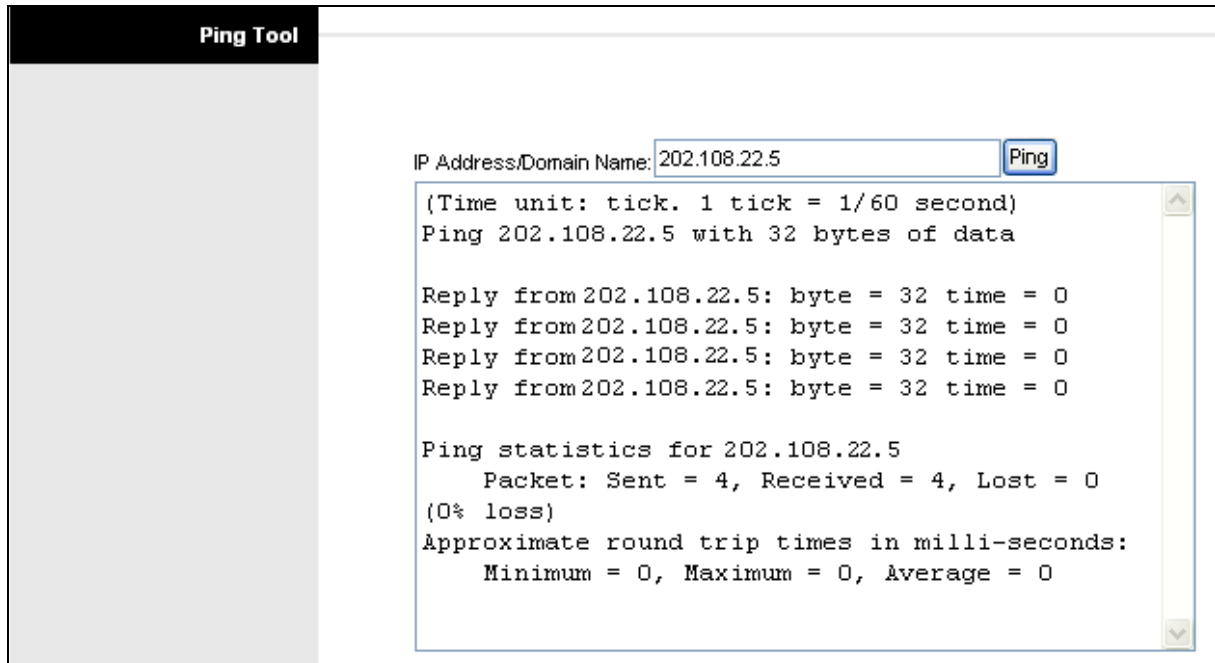 Ping Tool
IP Address/Domain Name: 202.108.22.5 Ping
(Time unit: tick. 1 tick = 1/60 second)
Ping 202.108.22.5 with 32 bytes of data
Reply from 202.108.22.5: byte = 32 time = 0
Reply from 202.108.22.5: byte = 32 time = 0
Reply from 202.108.22.5: byte = 32 time = 0
Reply from 202.108.22.5: byte = 32 time = 0
Ping statistics for 202.108.22.5
Packet: Sent = 4, Received = 4, Lost = 0
(0% loss)
Approximate round trip times in milli-seconds:
Minimum = 0, Maximum = 0, Average = 0